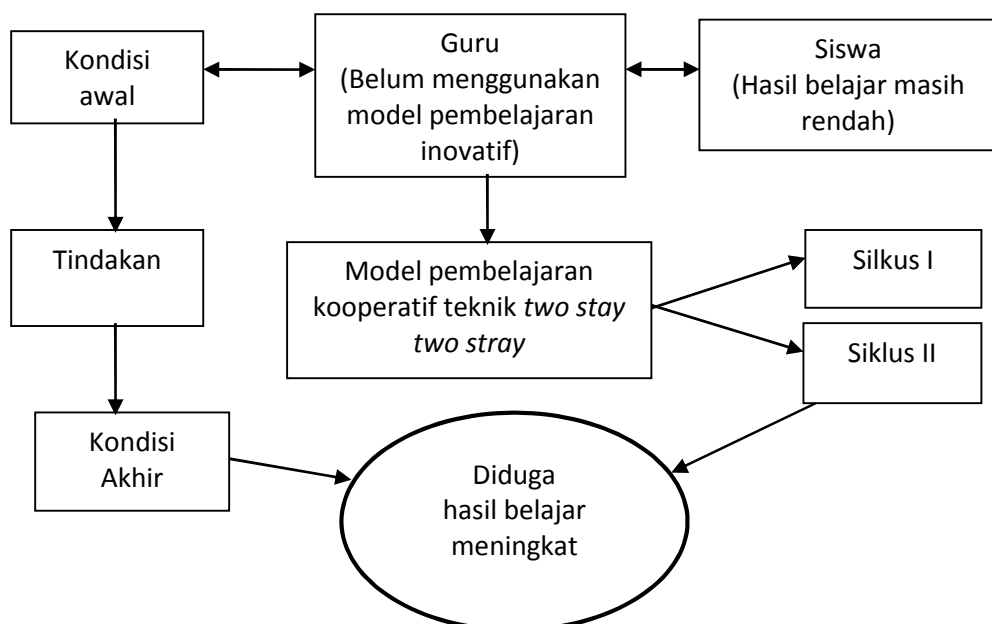 Kondisi
awal
Guru
(Belum menggunakan
model pembelajaran
inovatif)
Siswa
(Hasil belajar masih
rendah)
Tindakan
Model pembelajaran
kooperatif teknik two stay
two stray
Silkus I
Siklus II
Kondisi
Akhir
Diduga
hasil belajar
meningkat